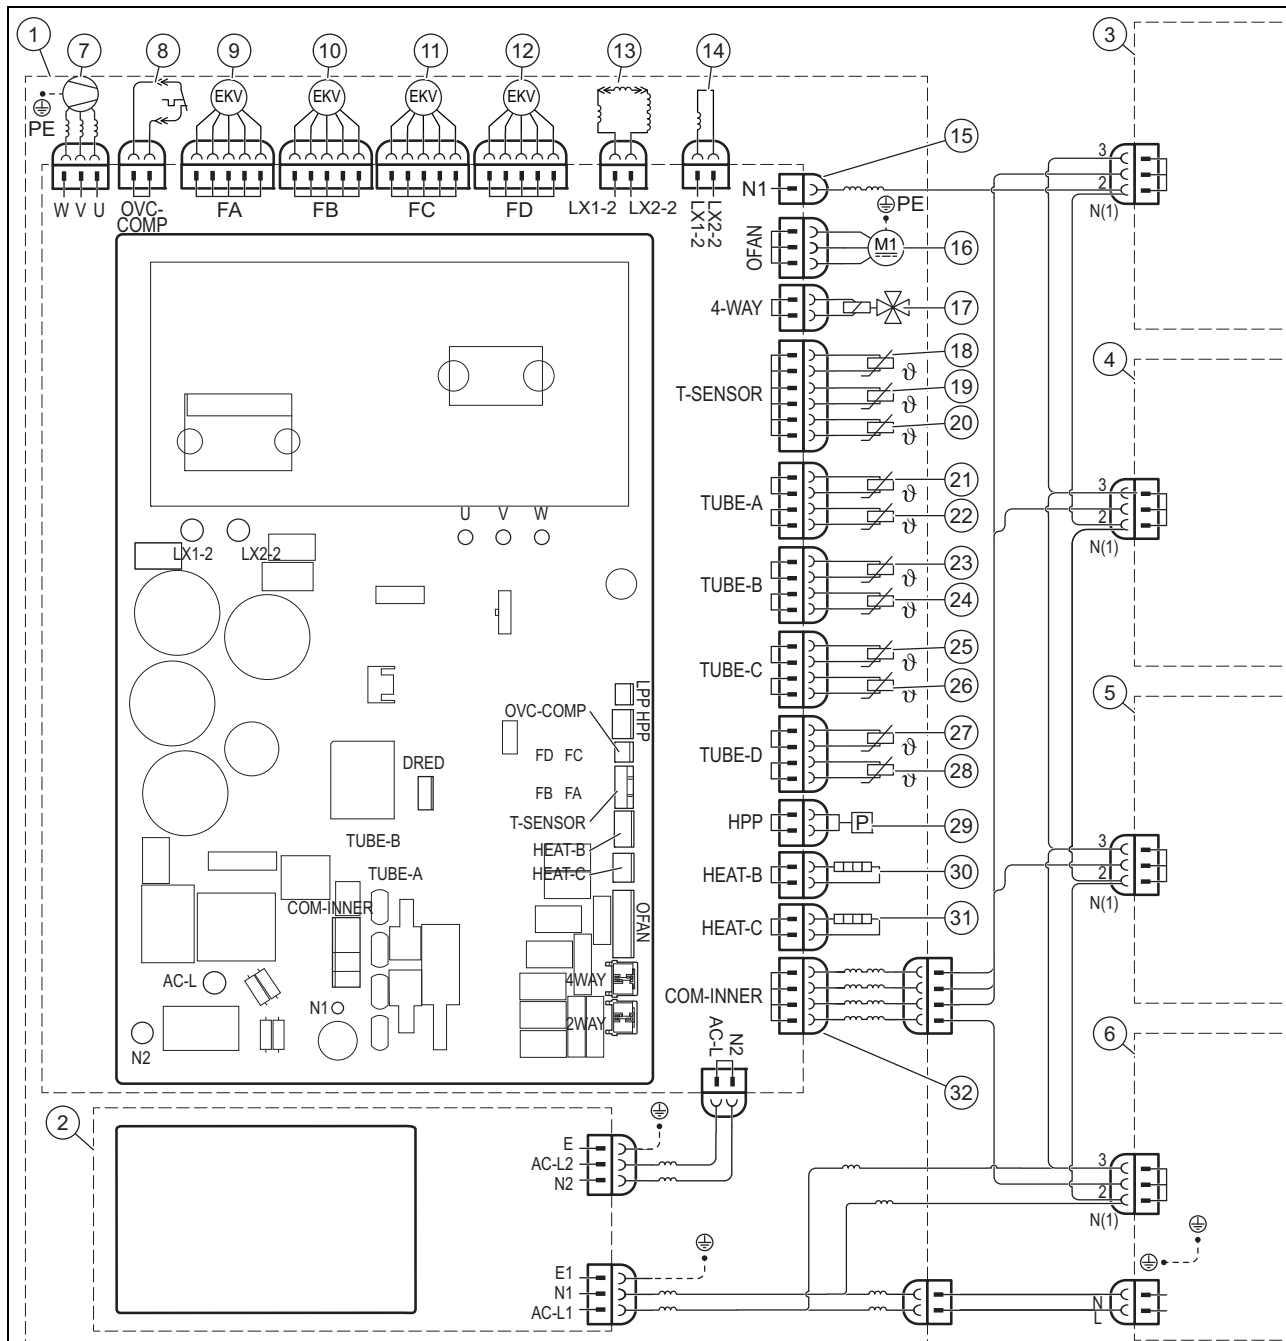 1
7
8
9
10
11
12
13
14
3
EKV
EKV
EKV
EKV
PE
W V U
OVC-
COMP
FA
FB
FC
FD
LX1-2
LX2-2
LX1-2
LX2-2
N1
15
3
2
N(1)
PE
OFAN
M1
16
4-WAY
17
T-SENSOR
18
ϑ
19
ϑ
20
ϑ
4
TUBE-A
21
ϑ
22
ϑ
3
2
N(1)
U V W
LX1-2
LX2-2
TUBE-B
23
ϑ
24
ϑ
TUBE-C
25
ϑ
26
ϑ
5
LPP HPP
OVC-COMP
FD FC
FB FA
T-SENSOR
HEAT-B
HEAT-C
OFAN
DRED
TUBE-B
TUBE-A
COM-INNER
AC-L
N1
N2
4WAY
2WAY
TUBE-D
27
ϑ
28
ϑ
HPP
P
29
HEAT-B
30
HEAT-C
31
3
2
N(1)
COM-INNER
AC-L
N2
32
6
2
E
AC-L2
N2
3
2
N(1)
E1
N1
AC-L1
N
L